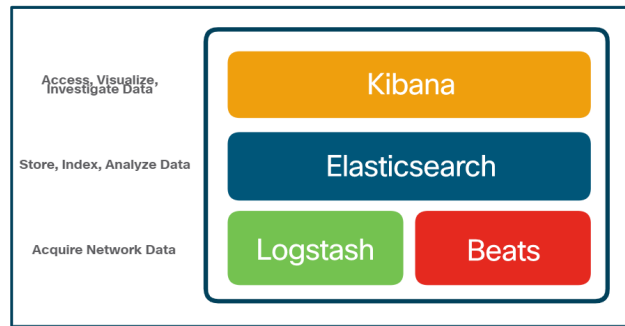 Access, Visualize,
Investigate Data
Kibana
Store, Index, Analyze Data
Elasticsearch
Acquire Network Data
Logstash
Beats